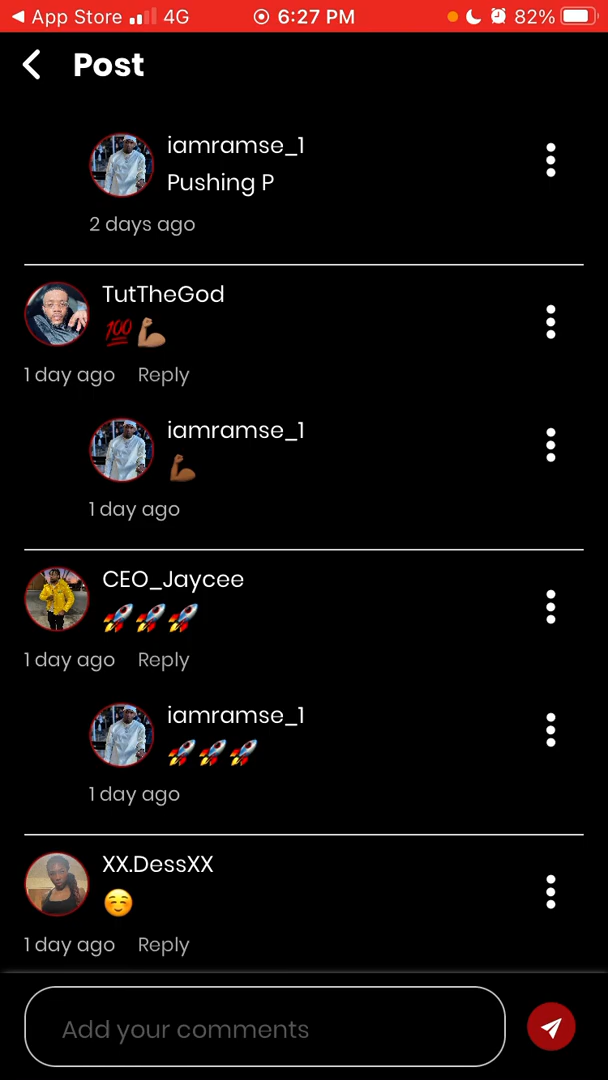 App Store 4G 6:27 PM 82%
Post
iamramse_1
Pushing P
2 days ago
TutTheGod
💯💪🏽
1 day ago Reply
iamramse_1
💪🏾
1 day ago
CEO_Jaycee
🚀🚀🚀
1 day ago Reply
iamramse_1
🚀🚀🚀
1 day ago
XX.DessXX
☺️
1 day ago Reply
Add your comments